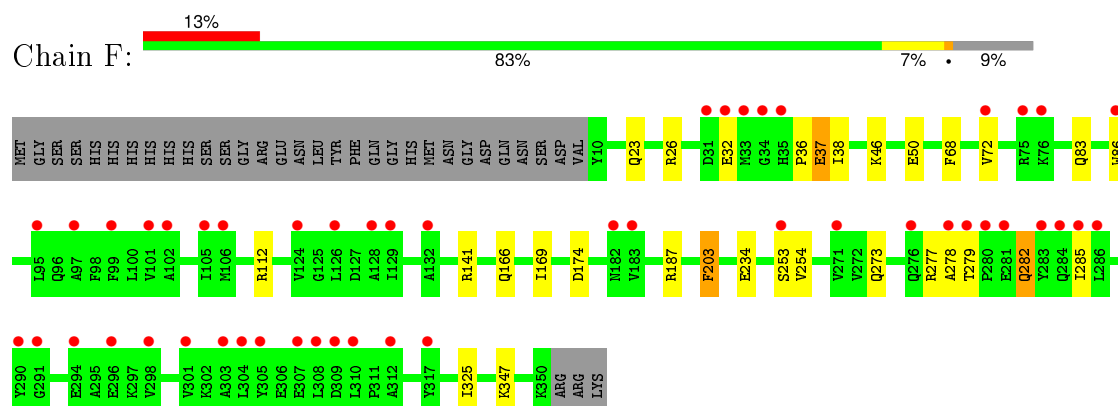 13%
Chain F:
83%
7%
•
9%
MET GLY SER SER HIS HIS HIS HIS HIS HIS SER SER GLY ARG GLU ASN LEU TYR PHE GLN GLY HIS MET ASN GLY ASP GLN ASN SER ASP VAL Y10 Q23 R26 D31 E32 M33 G34 H35 P36 E37 I38 K46 E50 F68 V72 R75 K76 Q83 W86
L95 Q96 A97 F98 F99 L100 V101 A102 I105 M106 R112 V124 G125 L126 D127 A128 I129 A132 R141 Q166 I169 D174 N182 V183 R187 F203 E234 S253 V254 V271 V272 Q273 Q276 R277 A278 T279 P280 E281 Q282 Y283 Q284 I285 L286
Y290 G291 E294 A295 E296 K297 V298 V301 K302 A303 L304 Y305 E306 E307 L308 D309 L310 P311 A312 Y317 I325 K347 K350 ARG ARG LYS